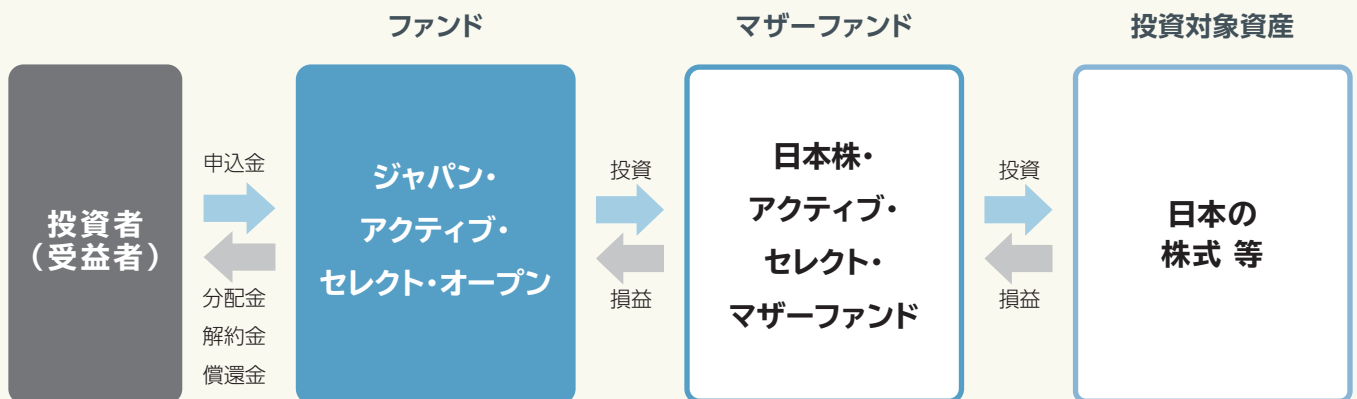 ファンド
マザーファンド
投資対象資産
投資者
（受益者）
申込金
分配金
解約金
償還金
ジャパン・
アクティブ・
セレクト・オープン
投資
損益
日本株・
アクティブ・
セレクト・
マザーファンド
投資
損益
日本の
株式 等